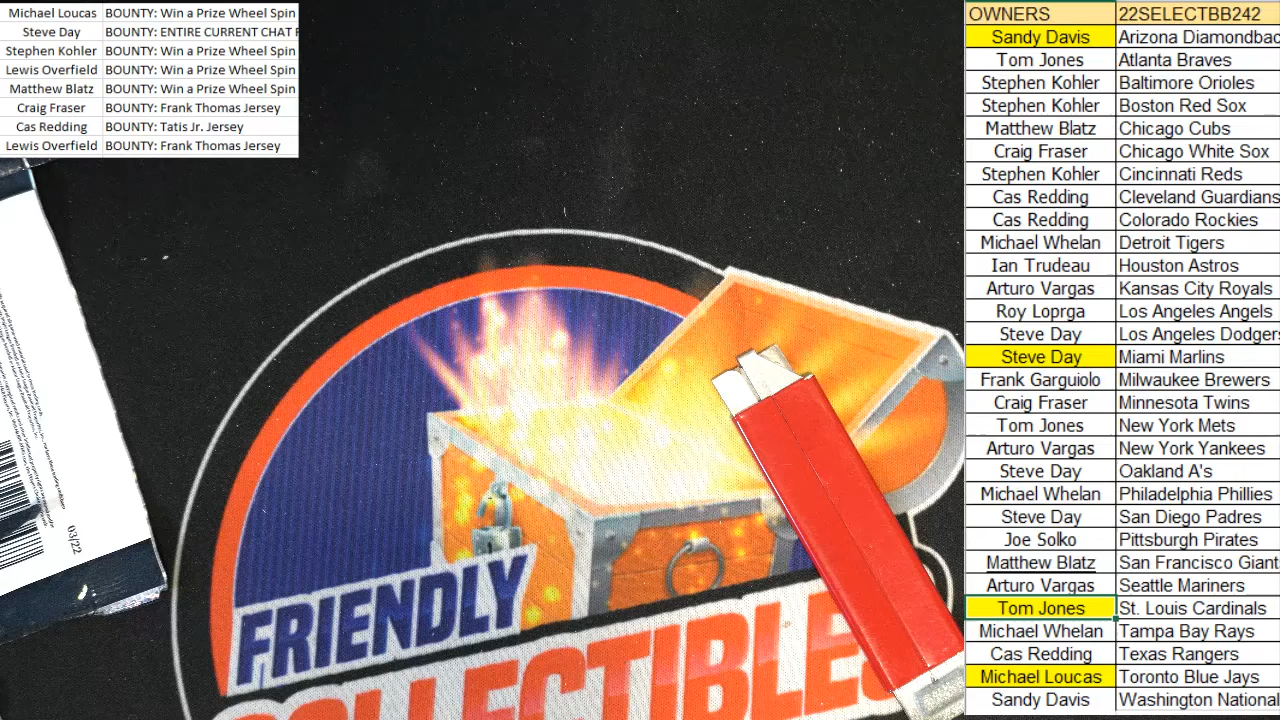 Michael Loucas BOUNTY: Win a Prize Wheel Spin
Steve Day BOUNTY: ENTIRE CURRENT CHAT
Stephen Kohler BOUNTY: Win a Prize Wheel Spin
Lewis Overfield BOUNTY: Win a Prize Wheel Spin
Matthew Blatz BOUNTY: Win a Prize Wheel Spin
Craig Fraser BOUNTY: Frank Thomas Jersey
Cas Redding BOUNTY: Tatis Jr. Jersey
Lewis Overfield BOUNTY: Frank Thomas Jersey
OWNERS 22SELECTBB242
Sandy Davis Arizona Diamondbac
Tom Jones Atlanta Braves
Stephen Kohler Baltimore Orioles
Stephen Kohler Boston Red Sox
Matthew Blatz Chicago Cubs
Craig Fraser Chicago White Sox
Stephen Kohler Cincinnati Reds
Cas Redding Cleveland Guardians
Cas Redding Colorado Rockies
Michael Whelan Detroit Tigers
Ian Trudeau Houston Astros
Arturo Vargas Kansas City Royals
Roy Loprga Los Angeles Angels
Steve Day Los Angeles Dodgers
Steve Day Miami Marlins
Frank Garguiolo Milwaukee Brewers
Craig Fraser Minnesota Twins
Tom Jones New York Mets
Arturo Vargas New York Yankees
Steve Day Oakland A's
Michael Whelan Philadelphia Phillies
Steve Day San Diego Padres
Joe Solko Pittsburgh Pirates
Matthew Blatz San Francisco Giant
Arturo Vargas Seattle Mariners
Tom Jones St. Louis Cardinals
Michael Whelan Tampa Bay Rays
Cas Redding Texas Rangers
Michael Loucas Toronto Blue Jays
Sandy Davis Washington National
03/22
FRIENDLY
COLLECTIBLES